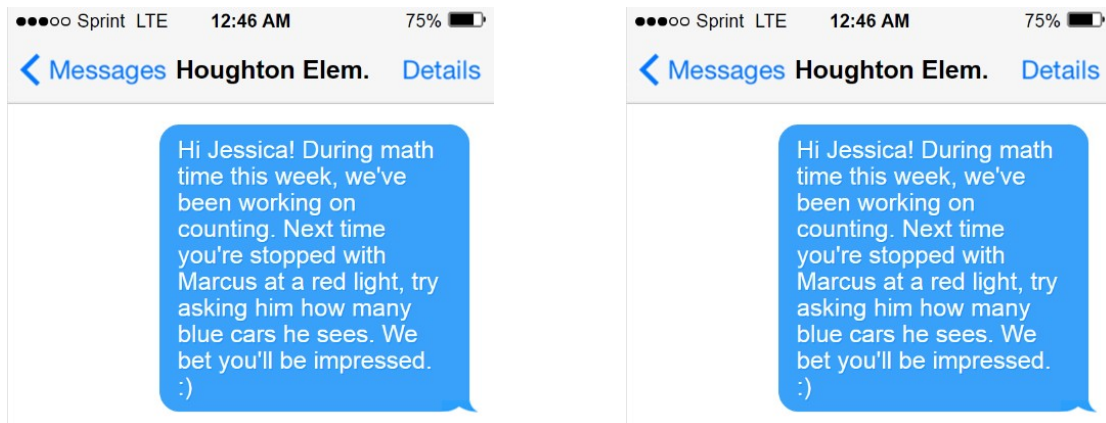 ●●●○○ Sprint LTE 12:46 AM 75%
Messages Houghton Elem. Details
Hi Jessica! During math
time this week, we've
been working on
counting. Next time
you're stopped with
Marcus at a red light, try
asking him how many
blue cars he sees. We
bet you'll be impressed.
:)
●●●○○ Sprint LTE 12:46 AM 75%
Messages Houghton Elem. Details
Hi Jessica! During math
time this week, we've
been working on
counting. Next time
you're stopped with
Marcus at a red light, try
asking him how many
blue cars he sees. We
bet you'll be impressed.
:)